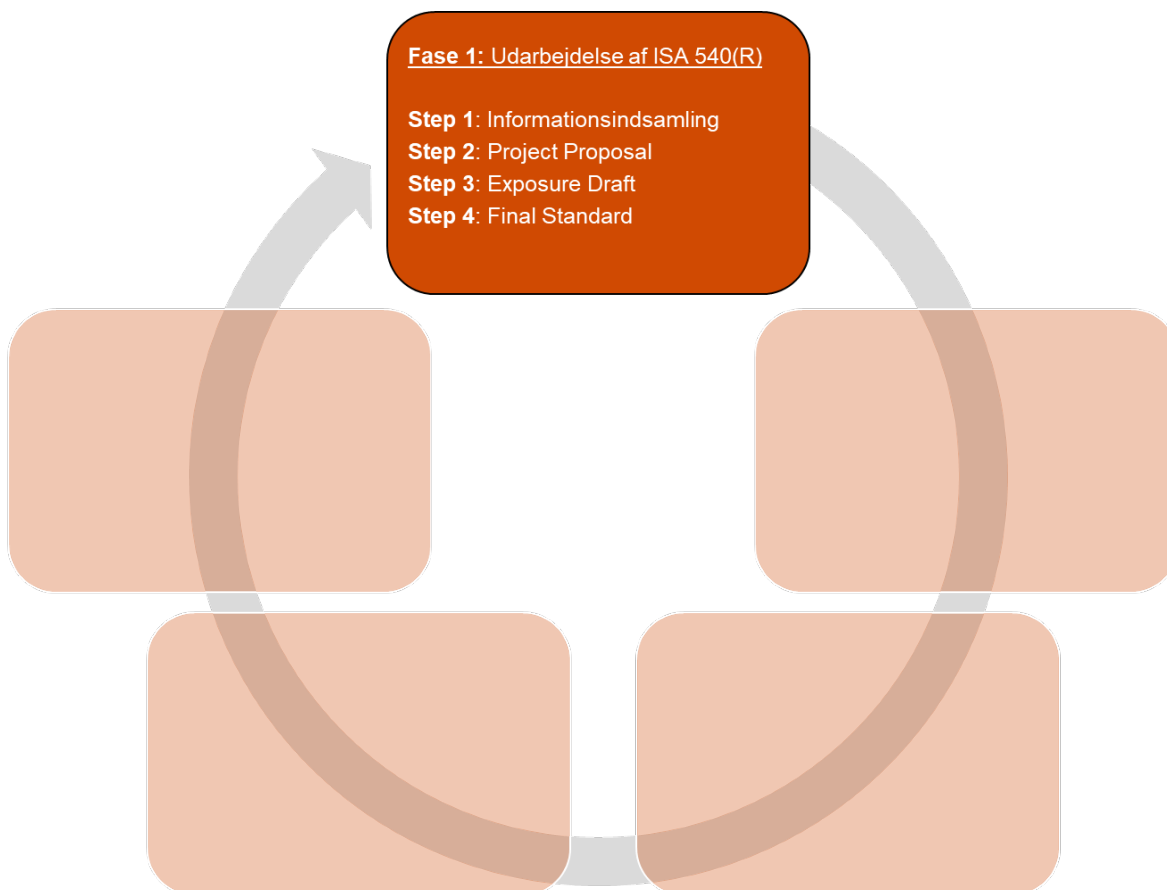 Fase 1: Udarbejdelse af ISA 540(R)
Step 1: Informationsindsamling
Step 2: Project Proposal
Step 3: Exposure Draft
Step 4: Final Standard